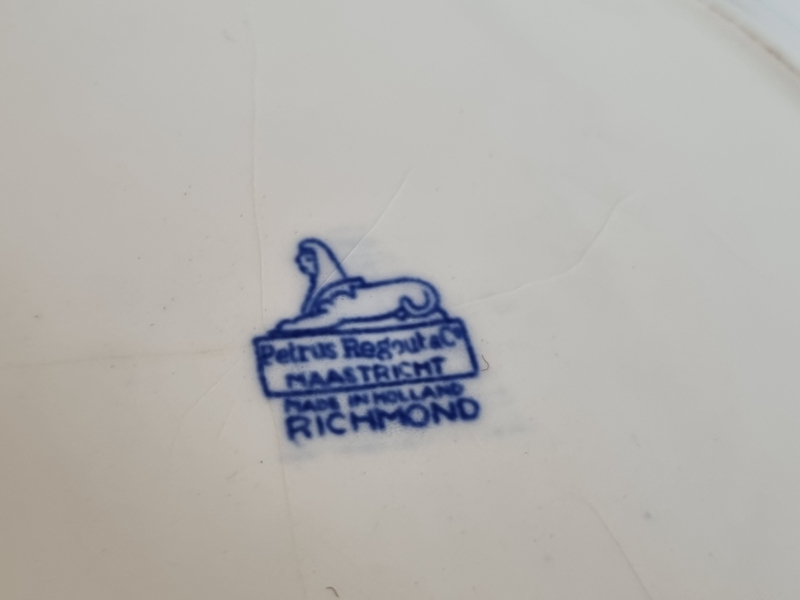 Petrus Regout & Co
MAASTRICHT
MADE IN HOLLAND
RICHMOND